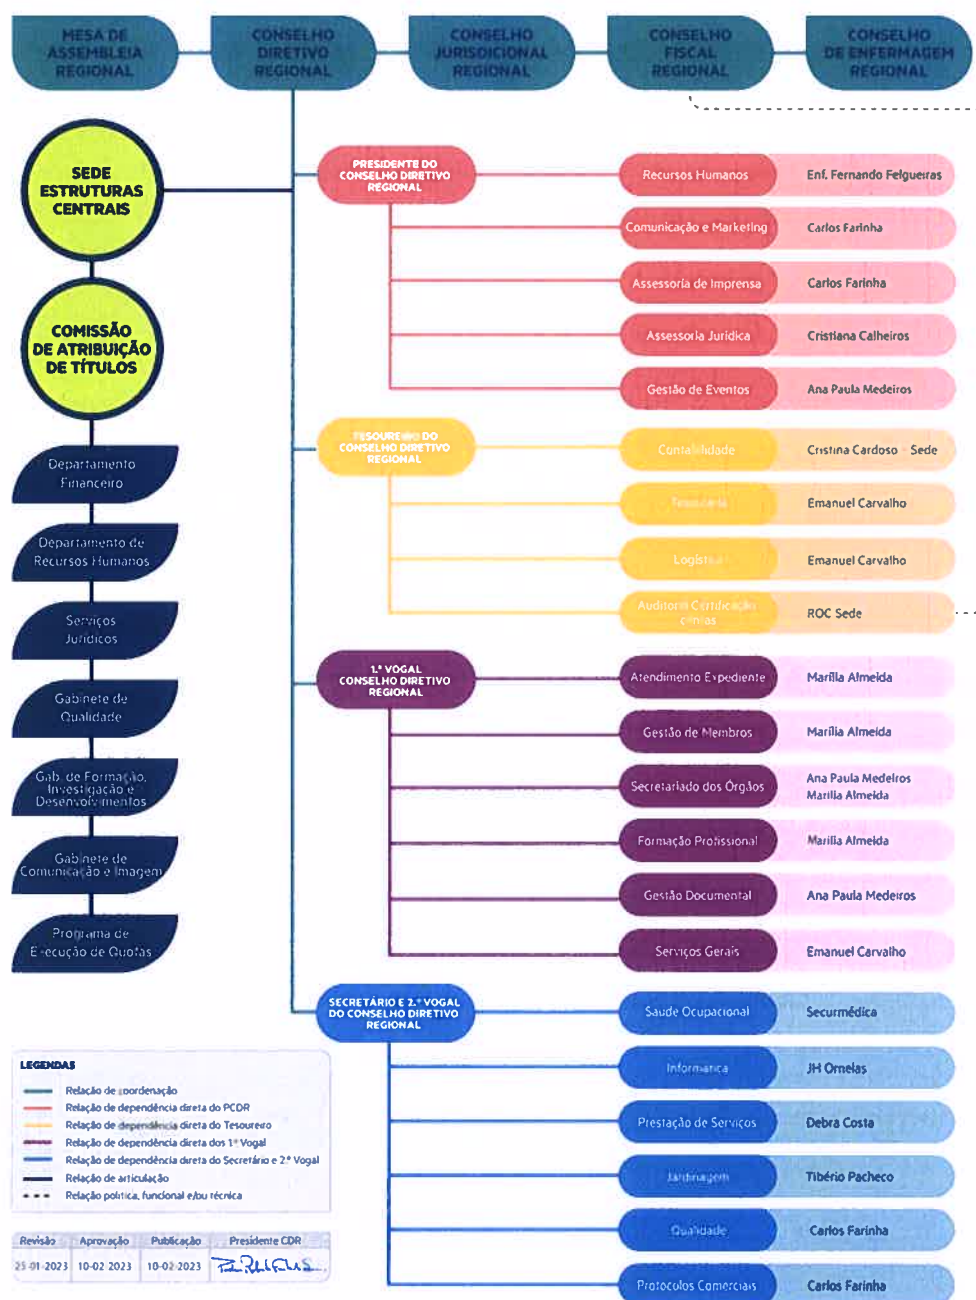 MESA DE
ASSEMBLEIA
REGIONAL
CONSELHO
DIRETIVO
REGIONAL
CONSELHO
JURISDICIONAL
REGIONAL
CONSELHO
FISCAL
REGIONAL
CONSELHO
DE ENFERMAGEM
REGIONAL
SEDE
ESTRUTURAS
CENTRAIS
COMISSÃO
DE ATRIBUIÇÃO
DE TÍTULOS
Departamento
Financeiro
Departamento de
Recursos Humanos
Serviços
Jurídicos
Gabinete de
Qualidade
Gab. de Formação,
Investigação e
Desenvolvimentos
Gabinete de
Comunicação e Imagem
Programa de
Execução de Quotas
PRESIDENTE DO
CONSELHO DIRETIVO
REGIONAL
Recursos Humanos
Enf. Fernando Felgueiras
Comunicação e Marketing
Carlos Farinha
Assessoria de Imprensa
Carlos Farinha
Assessoria Jurídica
Cristiana Calheiros
Gestão de Eventos
Ana Paula Medeiros
TESOUREIRO DO
CONSELHO DIRETIVO
REGIONAL
Contabilidade
Cristina Cardoso - Sede
Tesouraria
Emanuel Carvalho
Logística
Emanuel Carvalho
Auditoria Certificação
contas
ROC Sede
1.º VOGAL
CONSELHO DIRETIVO
REGIONAL
Atendimento Expediente
Marília Almeida
Gestão de Membros
Marília Almeida
Secretariado dos Órgãos
Ana Paula Medeiros
Marília Almeida
Formação Profissional
Marília Almeida
Gestão Documental
Ana Paula Medeiros
Serviços Gerais
Emanuel Carvalho
SECRETÁRIO E 2.º VOGAL
DO CONSELHO DIRETIVO
REGIONAL
Saúde Ocupacional
Securmédica
Informática
JH Ornelas
Prestação de Serviços
Debra Costa
Jardinagem
Tibério Pacheco
Qualidade
Carlos Farinha
Protocolos Comerciais
Carlos Farinha
LEGENDAS
Relação de coordenação
Relação de dependência direta do PCDR
Relação de dependência direta do Tesoureiro
Relação de dependência direta dos 1º Vogal
Relação de dependência direta do Secretário e 2.º Vogal
Relação de articulação
Relação política, funcional e/ou técnica
Revisão Aprovação Publicação Presidente CDR
25-01-2023 10-02-2023 10-02-2023